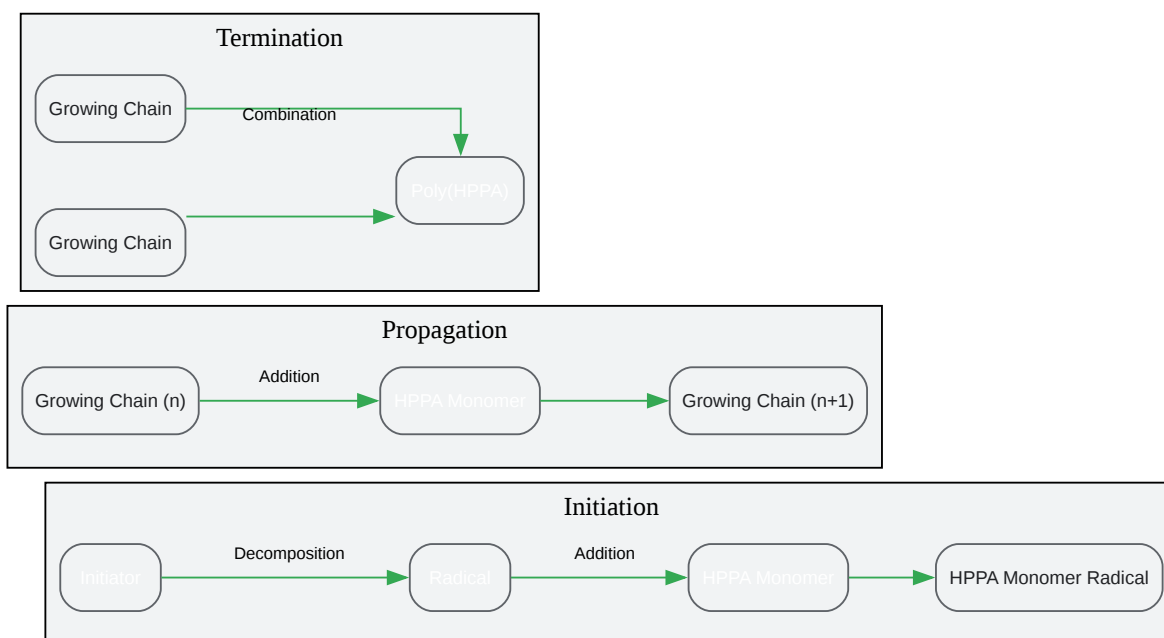 Termination
Growing Chain
Combination
Poly(HPPA)
Growing Chain
Propagation
Growing Chain (n)
Addition
HPPA Monomer
Growing Chain (n+1)
Initiation
Initiator
Decomposition
Radical
Addition
HPPA Monomer
HPPA Monomer Radical